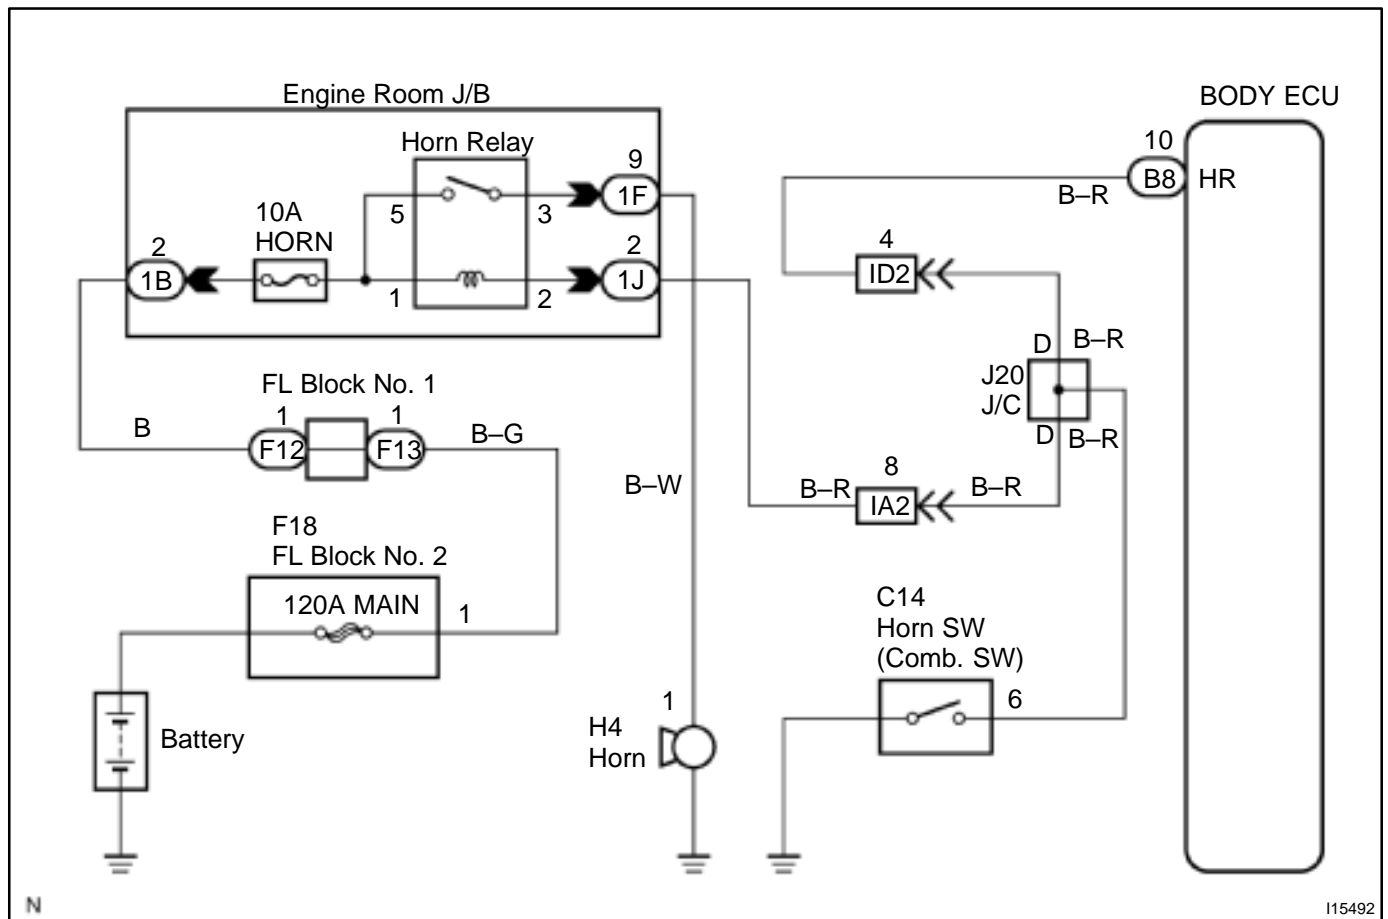 Engine Room J/B
BODY ECU
Horn Relay
10
9
B8
HR
1F
B–R
5
3
10A
HORN
2
4
2
1B
1J
ID2
1
2
D
B–R
J20
J/C
FL Block No. 1
1
1
B
F12
F13
B–G
D
B–R
8
B–W
B–R
IA2
B–R
F18
FL Block No. 2
120A MAIN
1
C14
Horn SW
(Comb. SW)
6
1
H4
Horn
Battery
N
I15492